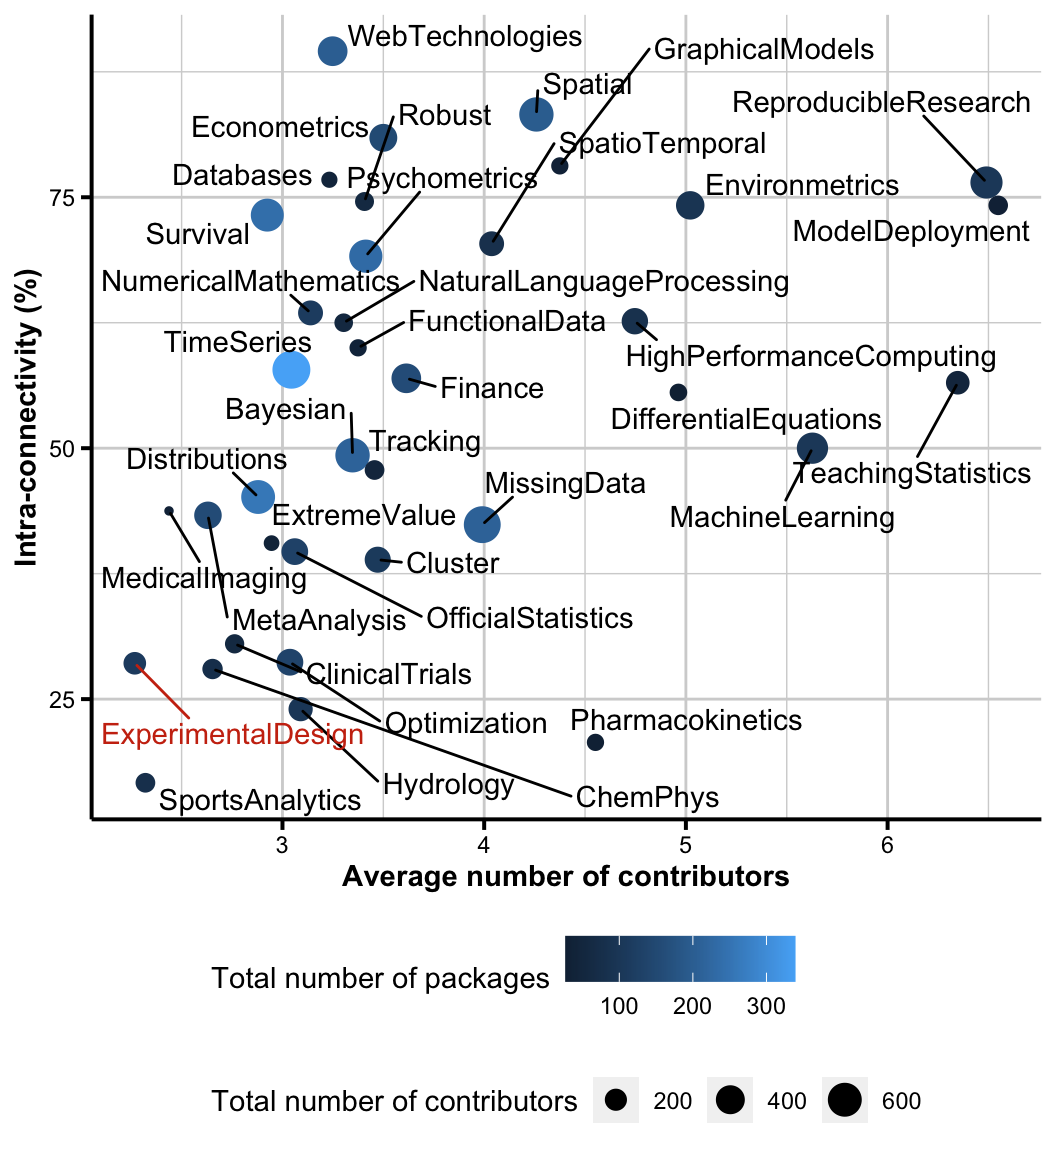 WebTechnologies
GraphicalModels
Spatial
ReproducibleResearch
Robust
Econometrics
SpatioTemporal
Databases
Psychometrics
Environmetrics
75
Survival
ModelDeployment
NumericalMathematics
NaturalLanguageProcessing
FunctionalData
TimeSeries
HighPerformanceComputing
Finance
Bayesian
DifferentialEquations
Tracking
50
Distributions
TeachingStatistics
MissingData
ExtremeValue
MachineLearning
Cluster
MedicalImaging
MetaAnalysis
OfficialStatistics
ClinicalTrials
25
Optimization
Pharmacokinetics
ExperimentalDesign
Hydrology
ChemPhys
SportsAnalytics
Intra-connectivity (%)
3 4 5 6
Average number of contributors
Total number of packages
100 200 300
Total number of contributors 200 400 600